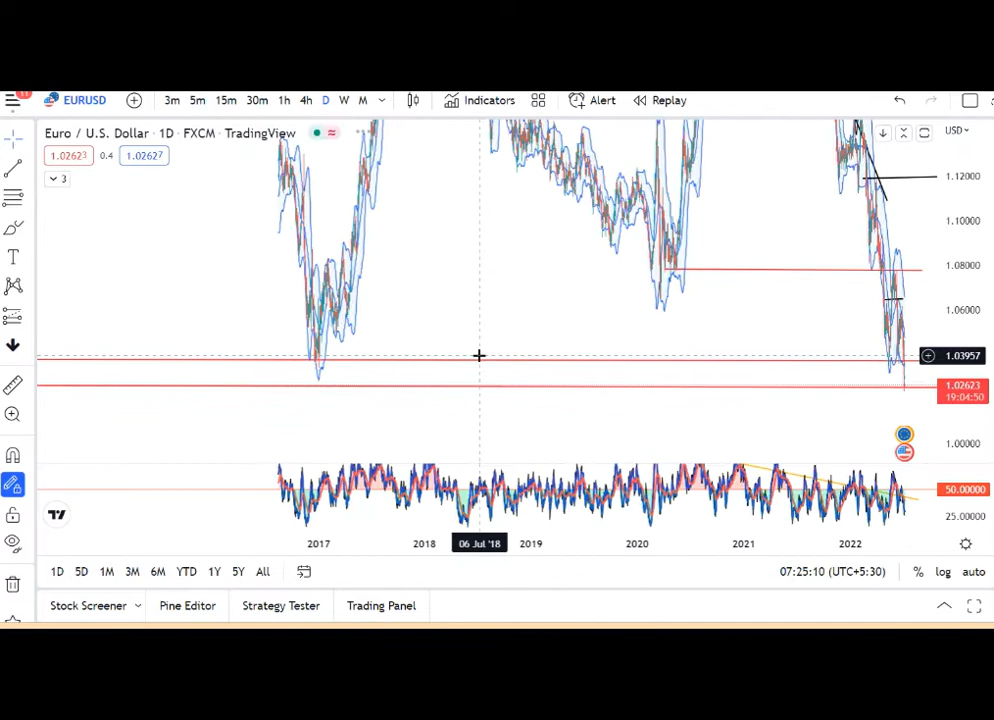 11
EURUSD 3m 5m 15m 30m 1h 4h D W M Indicators Alert Replay
Euro / U.S. Dollar · 1D · FXCM · TradingView
USD
1.02623 0.4 1.02627
3
1.12000
1.10000
1.08000
1.06000
1.03957
1.02623
19:04:50
1.00000
50.00000
25.00000
2017 2018 06 Jul '18 2019 2020 2021 2022
1D 5D 1M 3M 6M YTD 1Y 5Y All 07:25:10 (UTC+5:30) % log auto
Stock Screener Pine Editor Strategy Tester Trading Panel